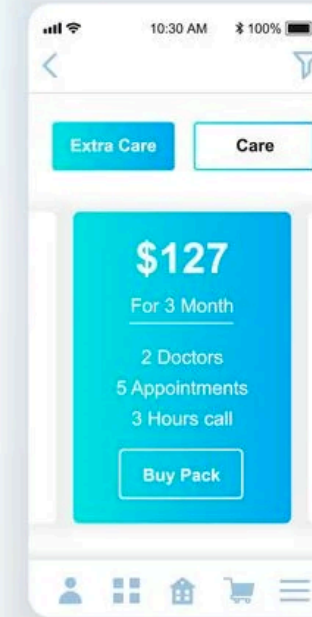 10:30 AM 100%
Extra Care Care
$127
For 3 Month
2 Doctors
5 Appointments
3 Hours call
Buy Pack